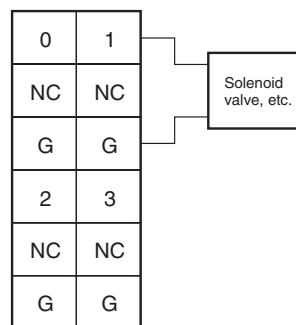 0 1
NC NC
G G
2 3
NC NC
G G
Solenoid
valve, etc.